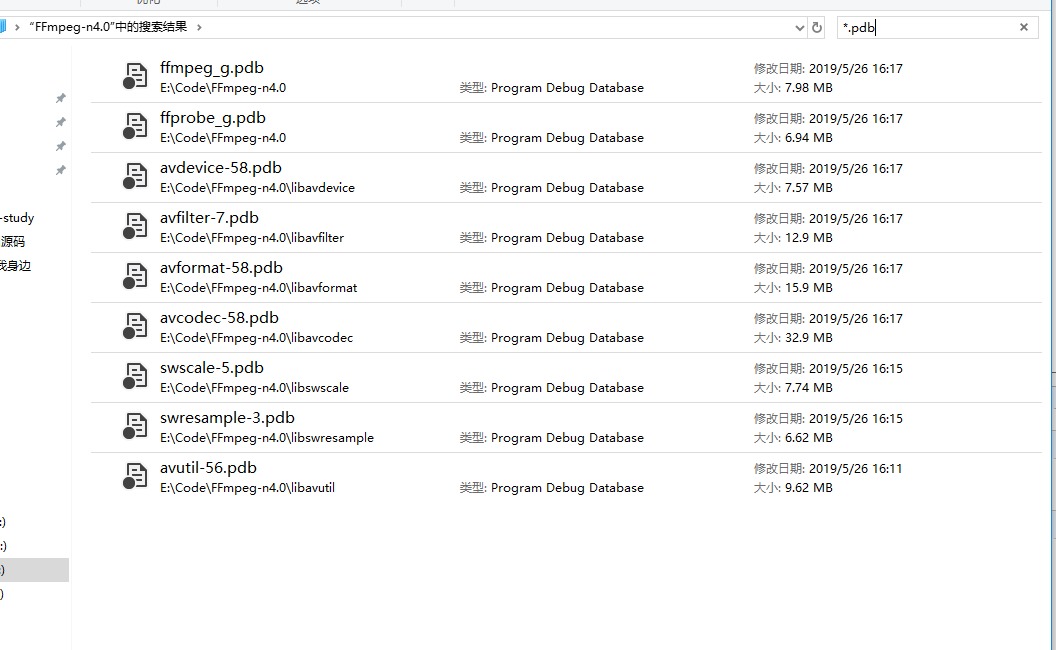 “FFmpeg-n4.0”中的搜索结果
*.pdb
ffmpeg_g.pdb
E:\Code\FFmpeg-n4.0
类型: Program Debug Database
修改日期: 2019/5/26 16:17
大小: 7.98 MB
ffprobe_g.pdb
E:\Code\FFmpeg-n4.0
类型: Program Debug Database
修改日期: 2019/5/26 16:17
大小: 6.94 MB
avdevice-58.pdb
E:\Code\FFmpeg-n4.0\libavdevice
类型: Program Debug Database
修改日期: 2019/5/26 16:17
大小: 7.57 MB
avfilter-7.pdb
E:\Code\FFmpeg-n4.0\libavfilter
类型: Program Debug Database
修改日期: 2019/5/26 16:17
大小: 12.9 MB
avformat-58.pdb
E:\Code\FFmpeg-n4.0\libavformat
类型: Program Debug Database
修改日期: 2019/5/26 16:17
大小: 15.9 MB
avcodec-58.pdb
E:\Code\FFmpeg-n4.0\libavcodec
类型: Program Debug Database
修改日期: 2019/5/26 16:17
大小: 32.9 MB
swscale-5.pdb
E:\Code\FFmpeg-n4.0\libswscale
类型: Program Debug Database
修改日期: 2019/5/26 16:15
大小: 7.74 MB
swresample-3.pdb
E:\Code\FFmpeg-n4.0\libswresample
类型: Program Debug Database
修改日期: 2019/5/26 16:15
大小: 6.62 MB
avutil-56.pdb
E:\Code\FFmpeg-n4.0\libavutil
类型: Program Debug Database
修改日期: 2019/5/26 16:11
大小: 9.62 MB
-study
源码
我身边
:)
:)
:)
)